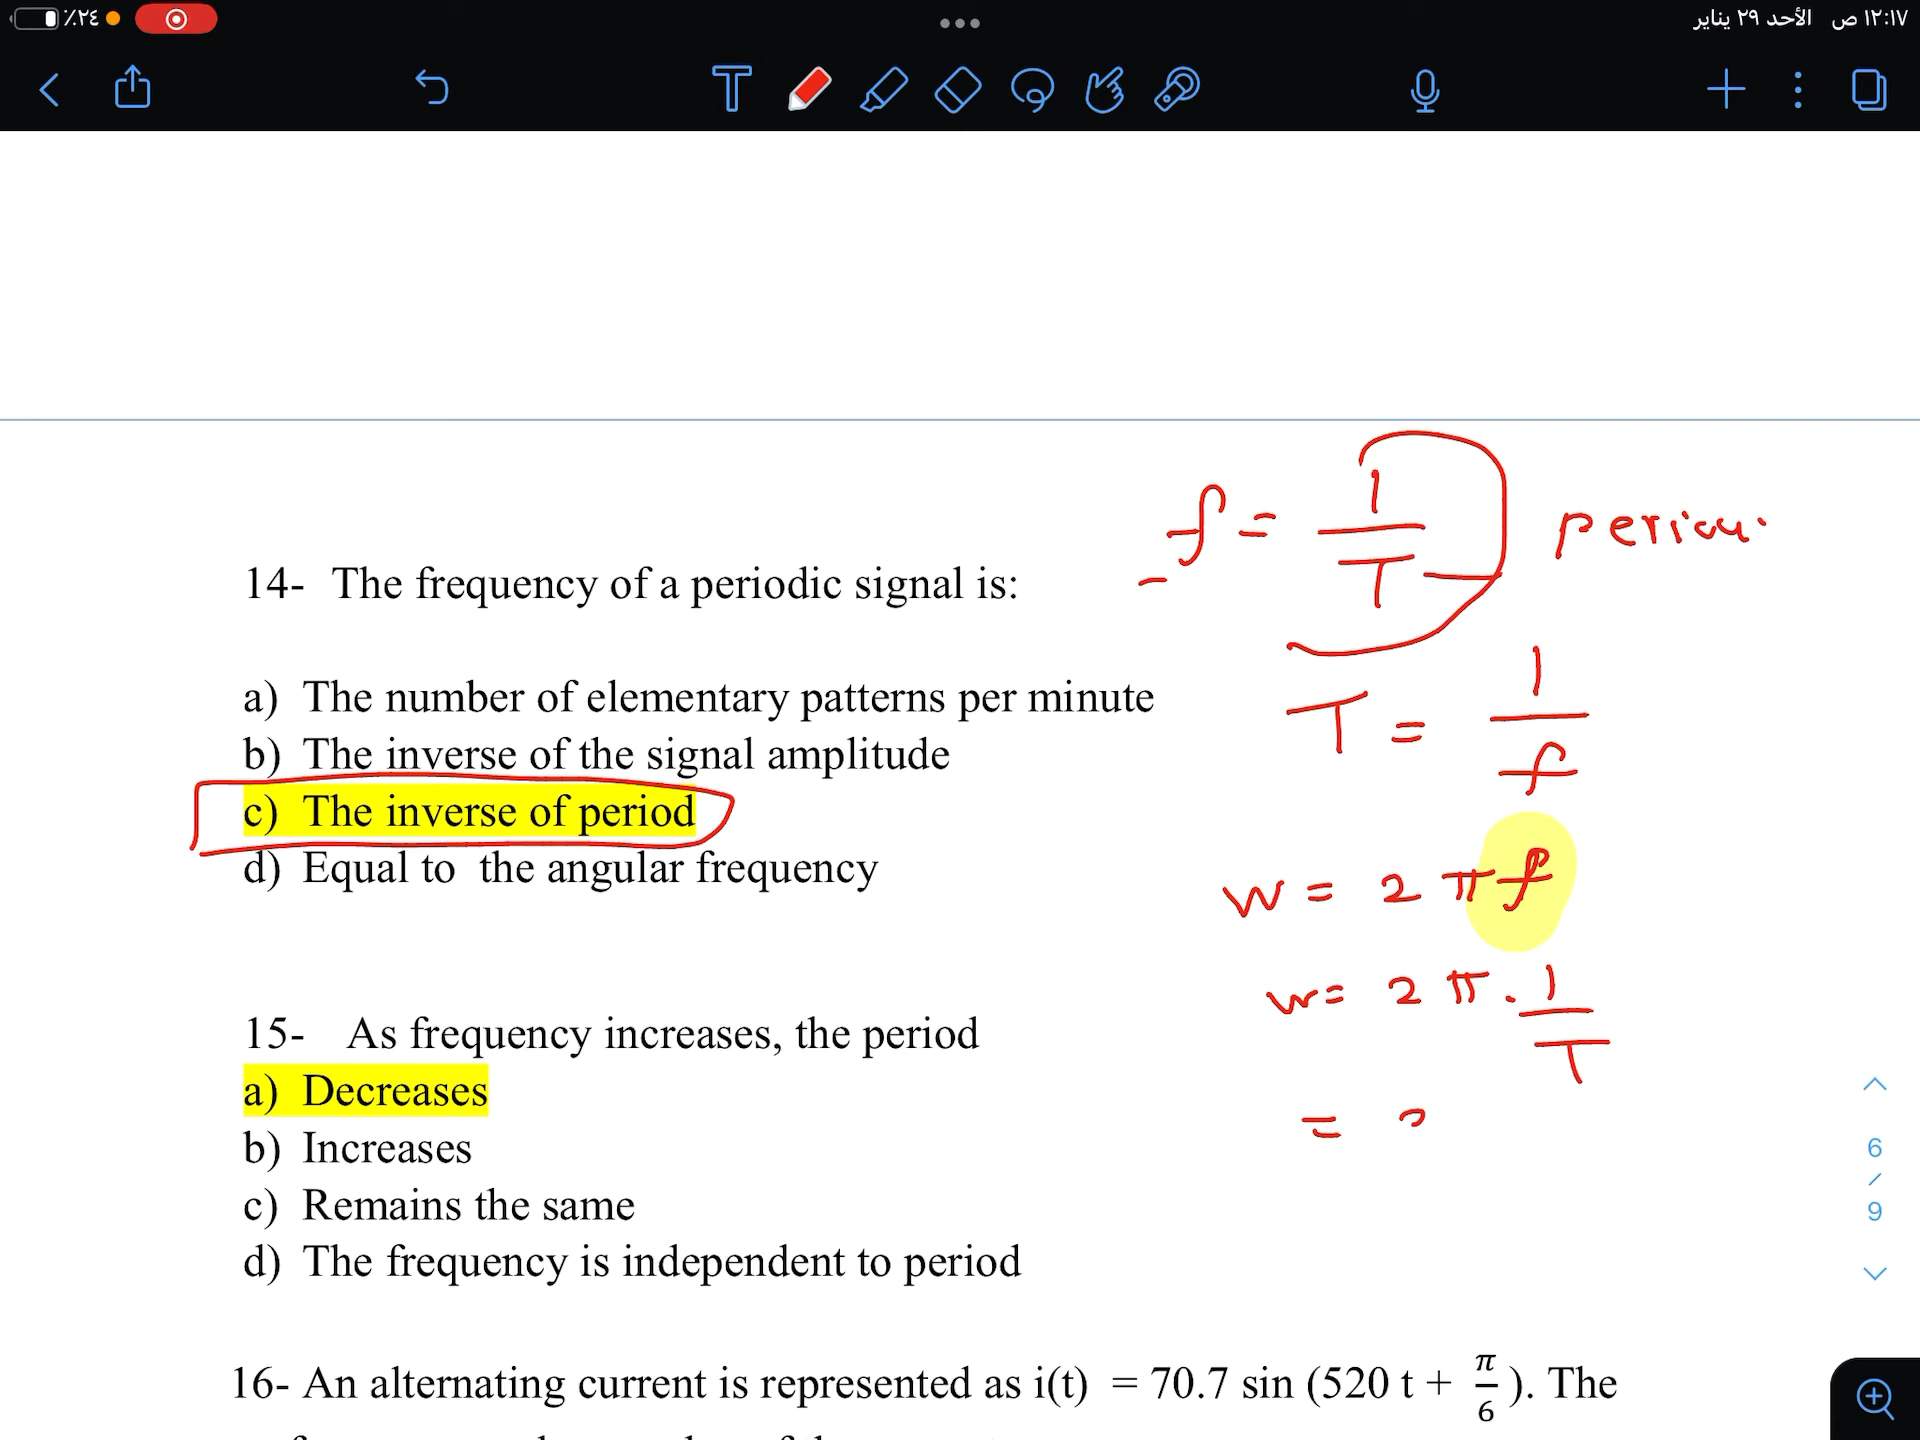 ٪٢٤
١٢:١٧ ص الأحد ٢٩ يناير
f = 1/T
14- The frequency of a periodic signal is:
T = 1/f
a) The number of elementary patterns per minute
b) The inverse of the signal amplitude
c) The inverse of period
d) Equal to the angular frequency
w = 2πf
w = 2π.1/T
15- As frequency increases, the period
a) Decreases
=
b) Increases
c) Remains the same
d) The frequency is independent to period
6
/
9
16- An alternating current is represented as i(t) = 70.7 sin (520 t + π/6). The